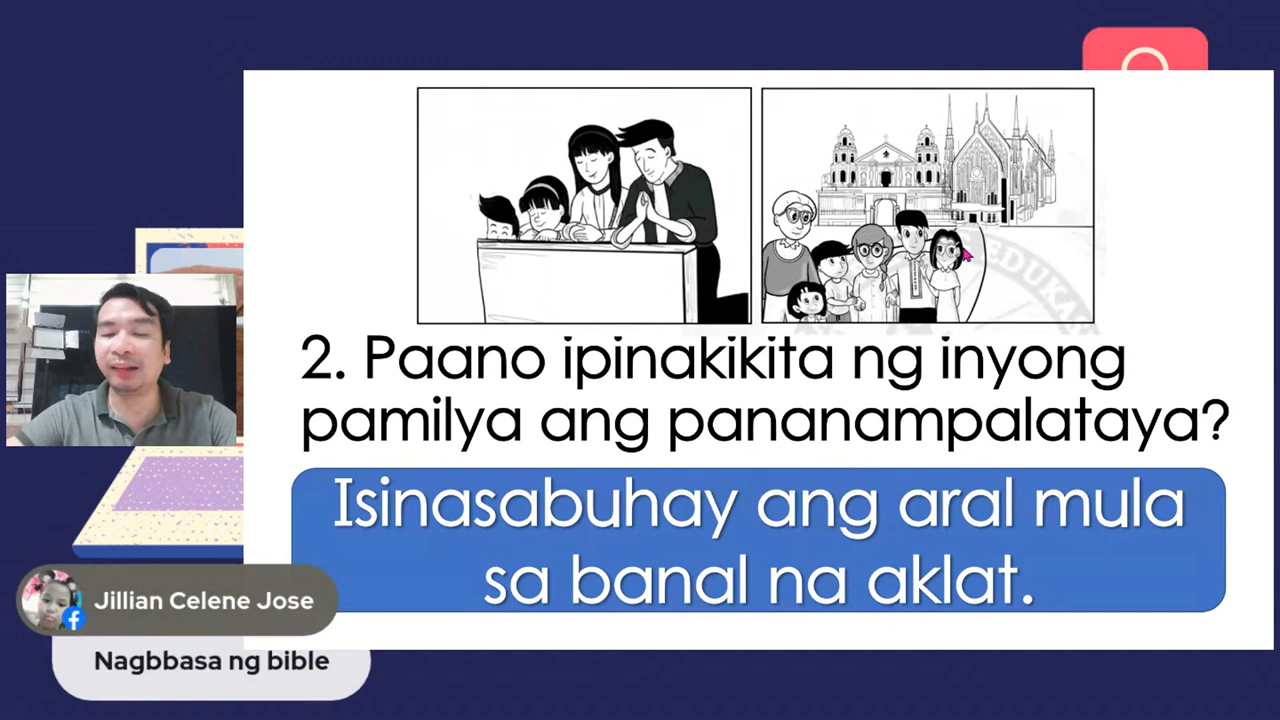 EDUKAS
2. Paano ipinakikita ng inyong
pamilya ang pananampalataya?
Isinasabuhay ang aral mula
sa banal na aklat.
Jillian Celene Jose
Nagbbasa ng bible